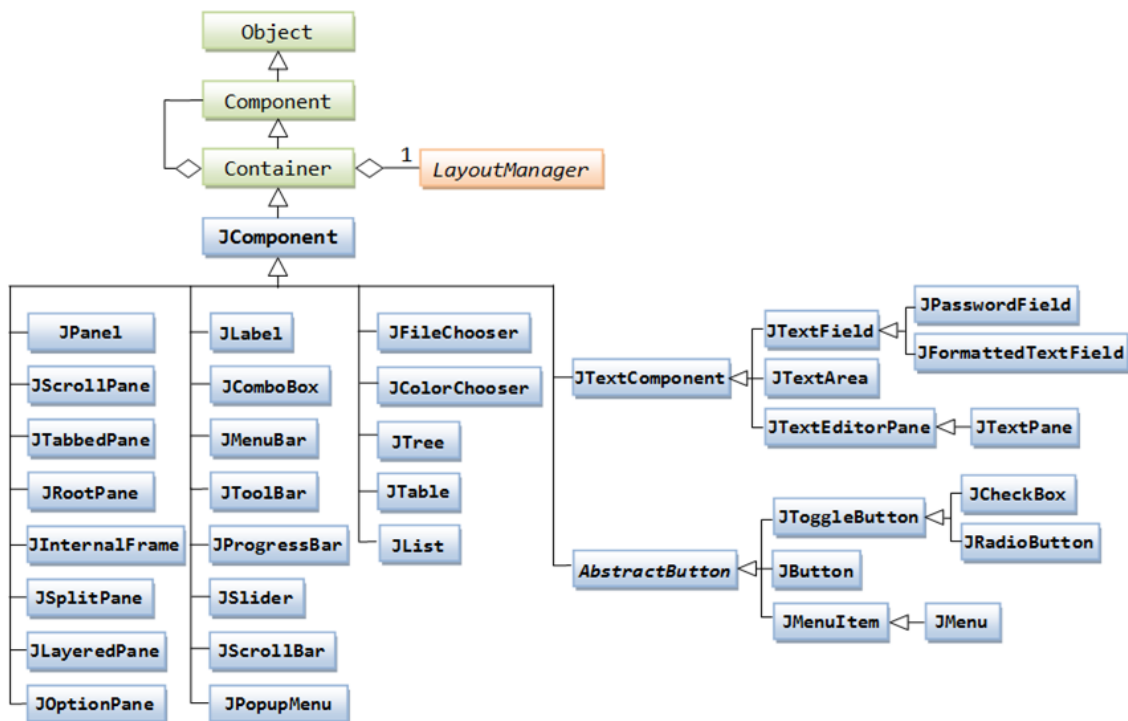 Object
Component
Container
1
LayoutManager
JComponent
JPanel
JScrollPane
JTabbedPane
JRootPane
JInternalFrame
JSplitPane
JLayeredPane
JOptionPane
JLabel
JComboBox
JMenuBar
JToolBar
JProgressBar
JSlider
JScrollBar
JPopupMenu
JFileChooser
JColorChooser
JTree
JTable
JList
JTextComponent
JTextField
JPasswordField
JFormattedTextField
JTextArea
JTextEditorPane
JTextPane
AbstractButton
JToggleButton
JCheckBox
JRadioButton
JButton
JMenuItem
JMenu